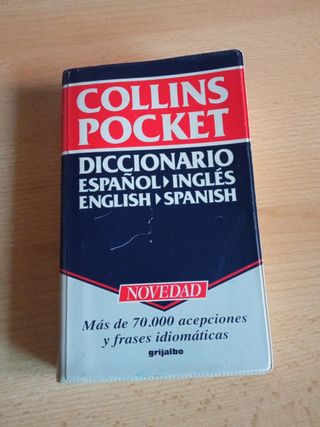 COLLINS
POCKET
DICCIONARIO
ESPAÑOL▸INGLÉS
ENGLISH▸SPANISH
NOVEDAD
Más de 70.000 acepciones
y frases idiomáticas
grijalbo